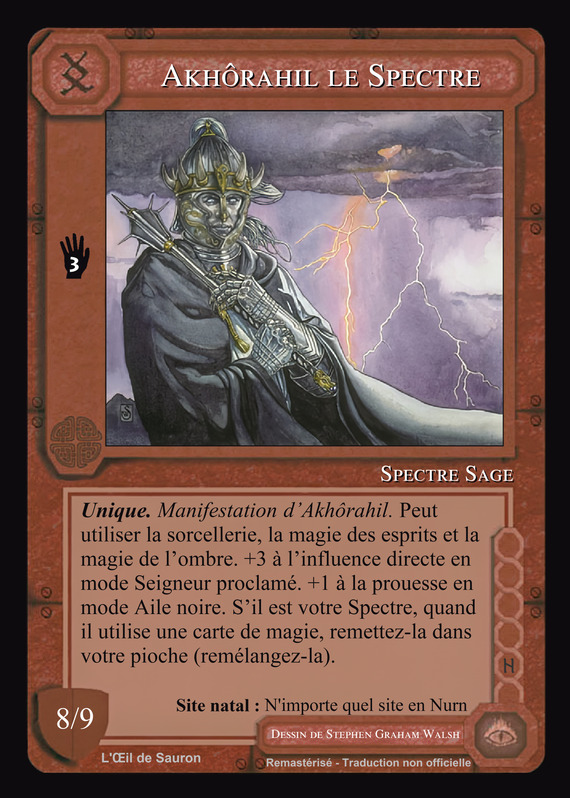 AKHÔRAHIL LE SPECTRE
3
S
SPECTRE SAGE
Unique. Manifestation d'Akhôrahil. Peut
utiliser la sorcellerie, la magie des esprits et la
magie de l'ombre. +3 à l'influence directe en
mode Seigneur proclamé. +1 à la prouesse en
mode Aile noire. S'il est votre Spectre, quand
il utilise une carte de magie, remettez-la dans
votre pioche (remélangez-la).
Site natal : N'importe quel site en Nurn
8/9
DESSIN DE STEPHEN GRAHAM WALSH
L'Œil de Sauron
Remastérisé - Traduction non officielle